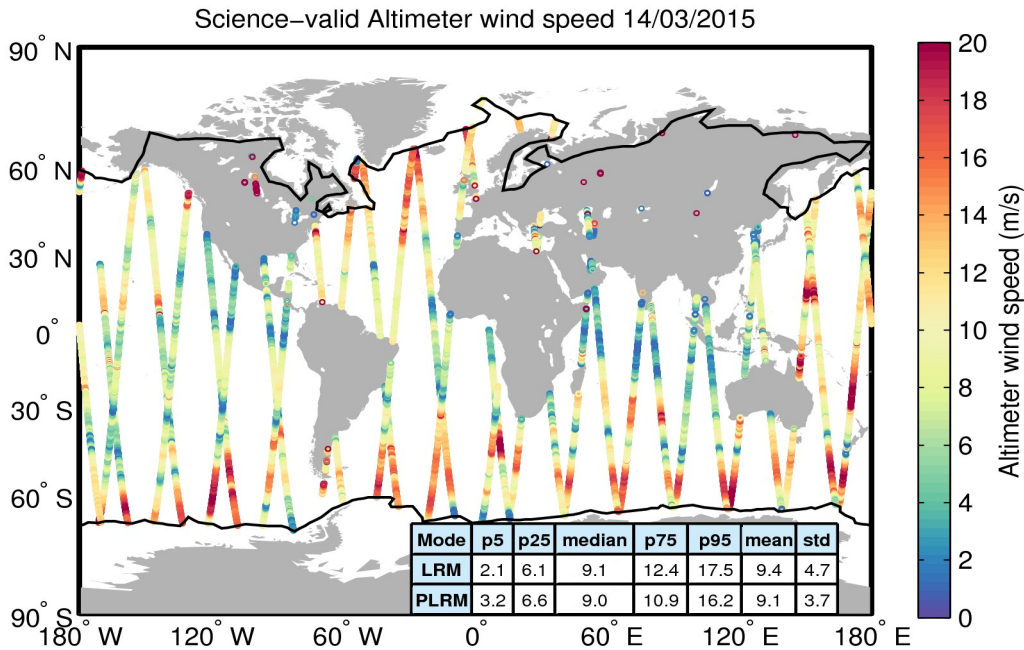 Science−valid Altimeter wind speed 14/03/2015
90° N
60° N
30° N
0°
30° S
60° S
90° S
180° W
120° W
60° W
0°
60° E
120° E
180° E
Mode p5 p25 median p75 p95 mean std
LRM 2.1 6.1 9.1 12.4 17.5 9.4 4.7
PLRM 3.2 6.6 9.0 10.9 16.2 9.1 3.7
20
18
16
14
12
10
8
6
4
2
0
Altimeter wind speed (m/s)